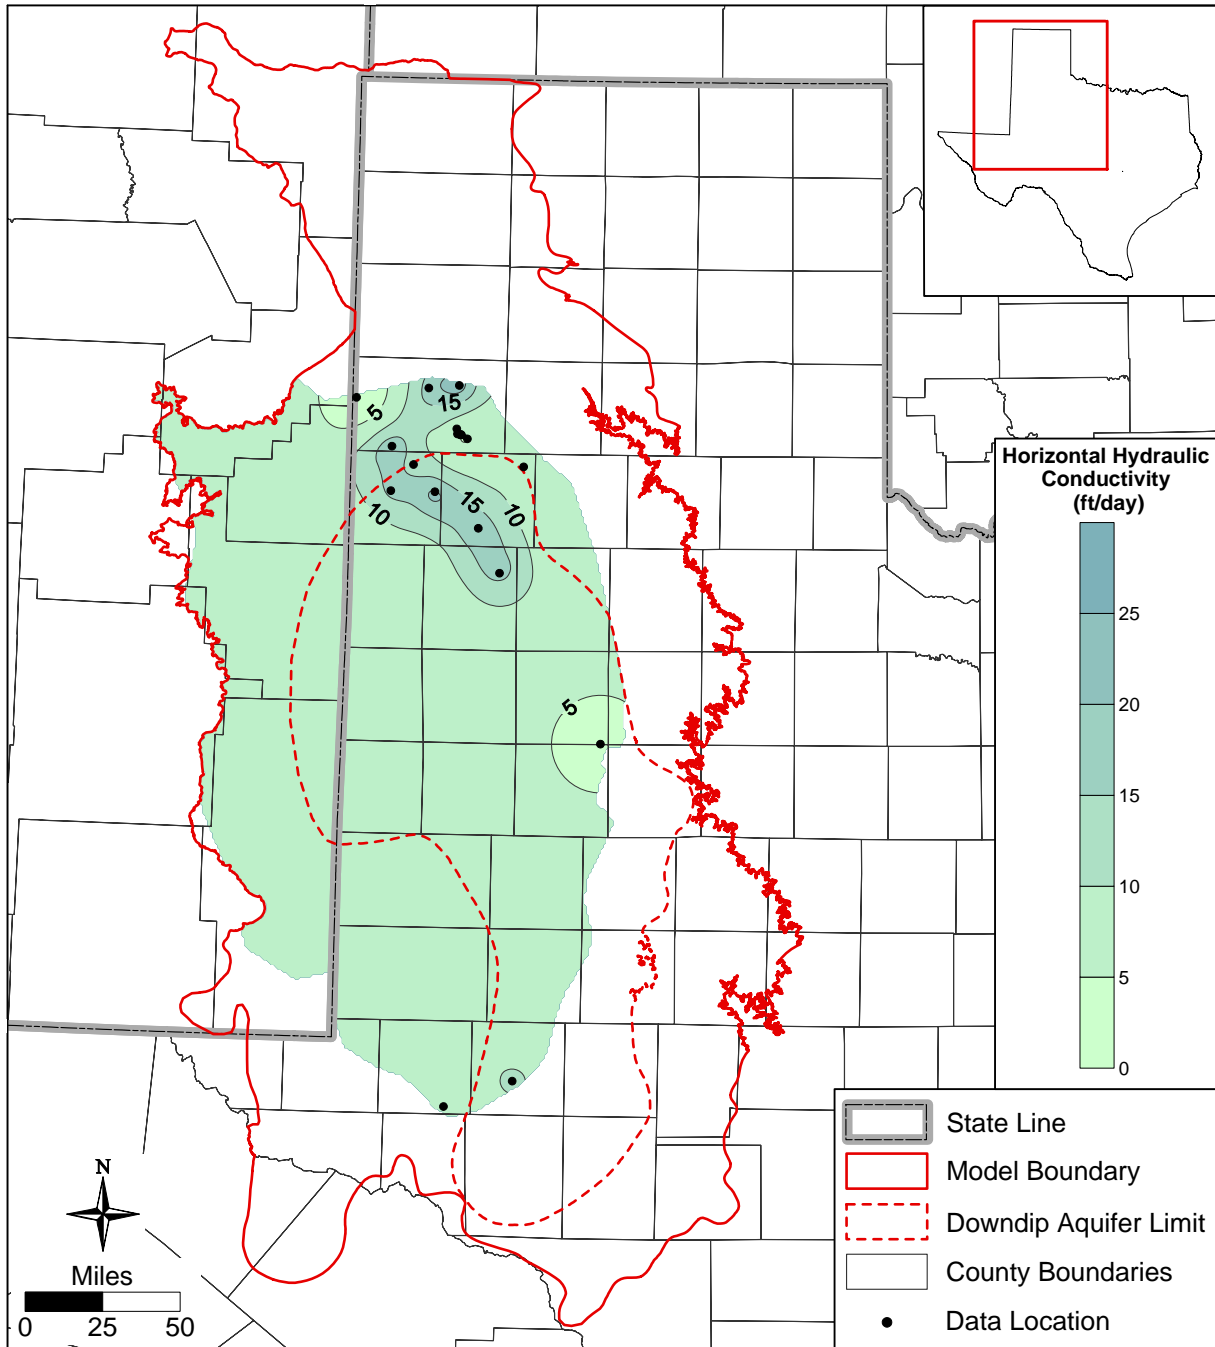 5
15
15
10
10
5
Horizontal Hydraulic
Conductivity
(ft/day)
25
20
15
10
5
0
State Line
Model Boundary
Downdip Aquifer Limit
County Boundaries
Data Location
N
Miles
0 25 50